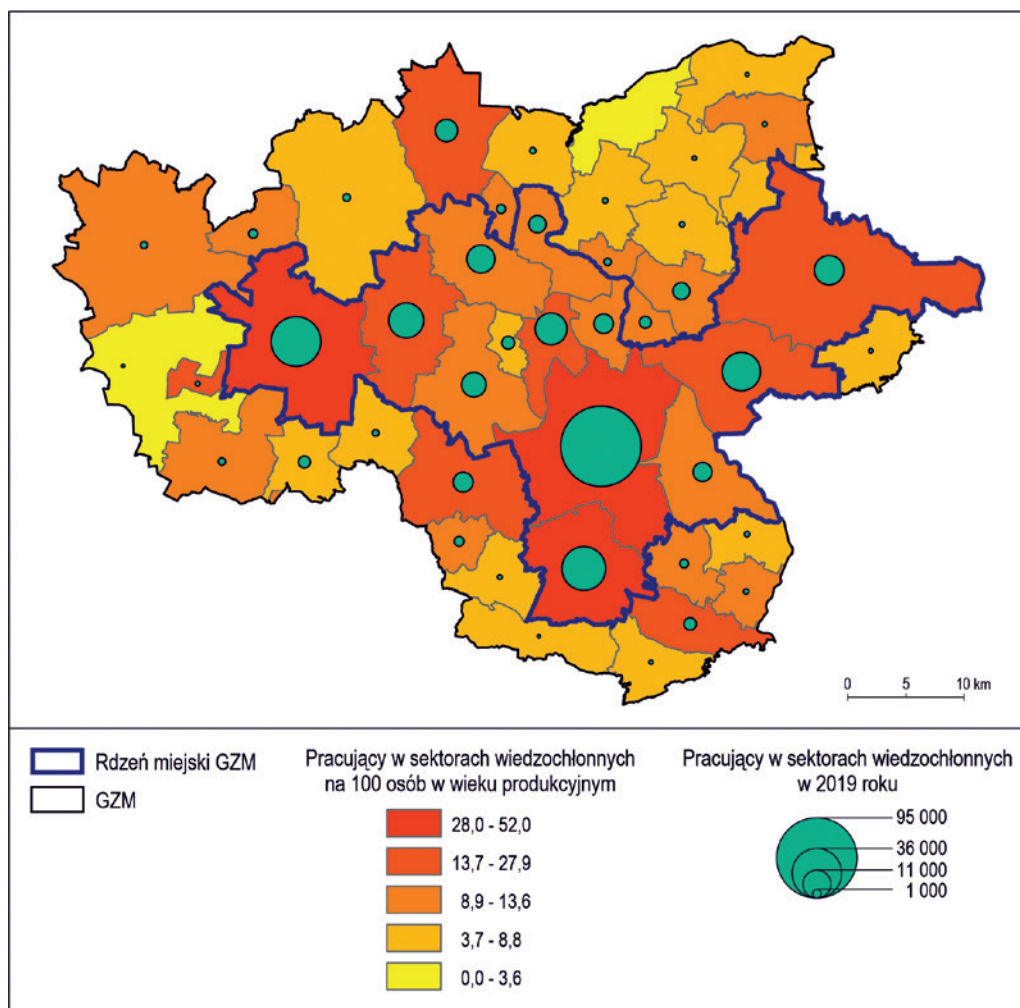 0 5 10 km
Rdzeń miejski GZM
GZM
Pracujący w sektorach wiedzochłonnych
na 100 osób w wieku produkcyjnym
28,0 - 52,0
13,7 - 27,9
8,9 - 13,6
3,7 - 8,8
0,0 - 3,6
Pracujący w sektorach wiedzochłonnych
w 2019 roku
95 000
36 000
11 000
1 000